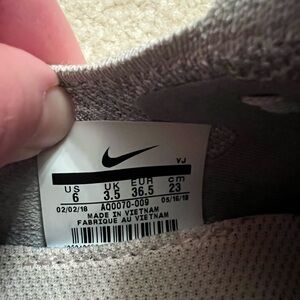 YJ
US UK EUR cm
6 3.5 36.5 23
02/02/18 AQ0070-009 05/16/18
MADE IN VIETNAM
FABRIQUE AU VIETNAM